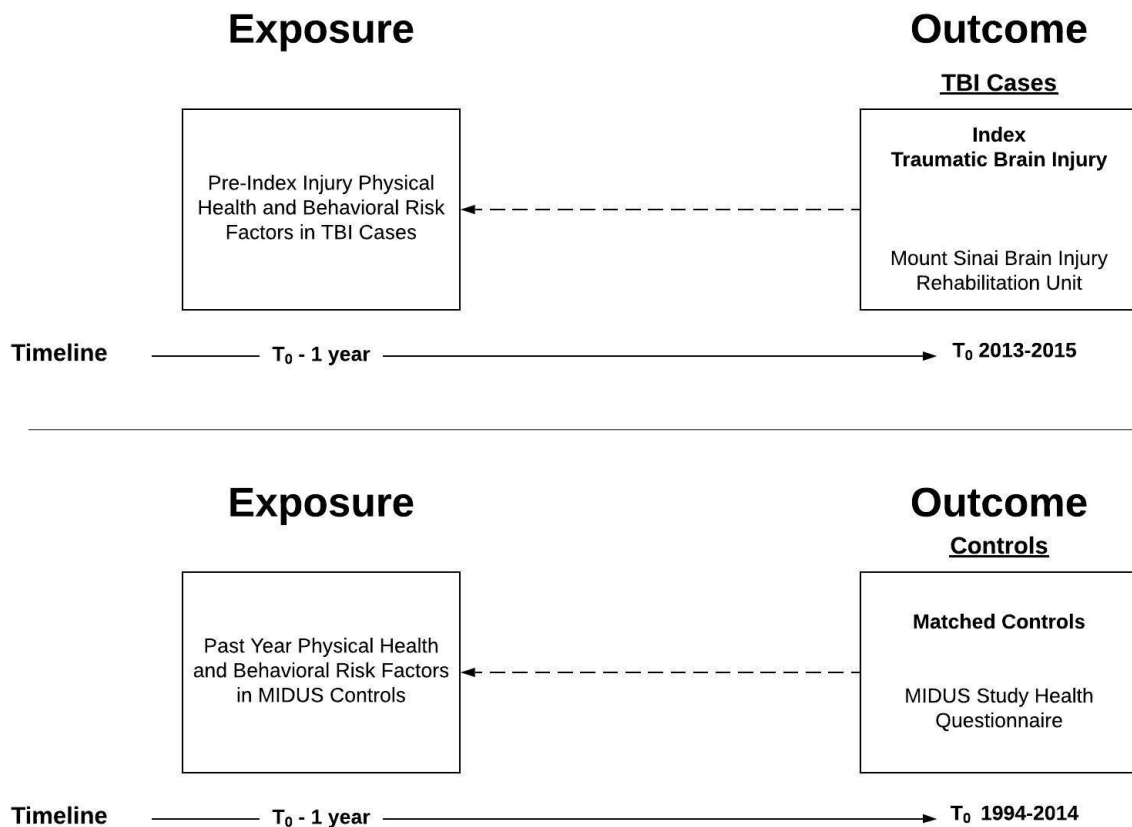 Exposure
Outcome
TBI Cases
Pre-Index Injury Physical
Health and Behavioral Risk
Factors in TBI Cases
Index
Traumatic Brain Injury
Mount Sinai Brain Injury
Rehabilitation Unit
Timeline
T₀ - 1 year
T₀ 2013-2015
Exposure
Outcome
Controls
Past Year Physical Health
and Behavioral Risk Factors
in MIDUS Controls
Matched Controls
MIDUS Study Health
Questionnaire
Timeline
T₀ - 1 year
T₀ 1994-2014